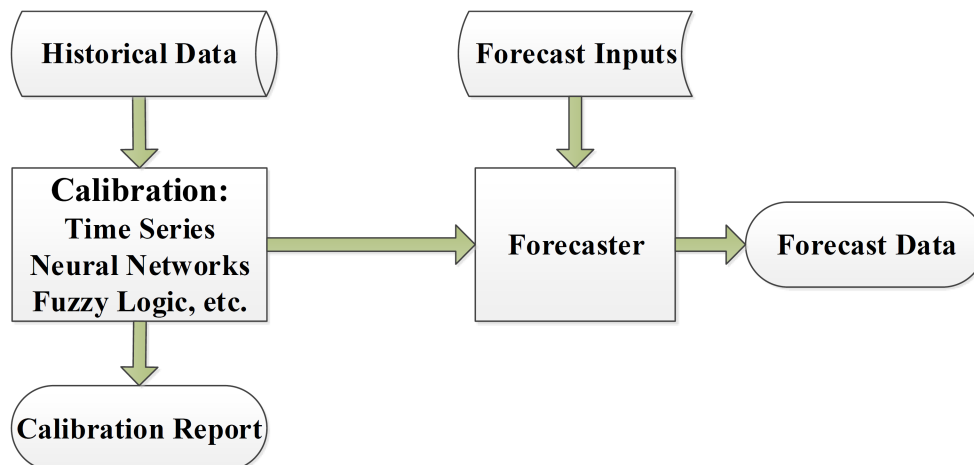 Historical Data
Forecast Inputs
Calibration:
Time Series
Neural Networks
Fuzzy Logic, etc.
Forecaster
Forecast Data
Calibration Report